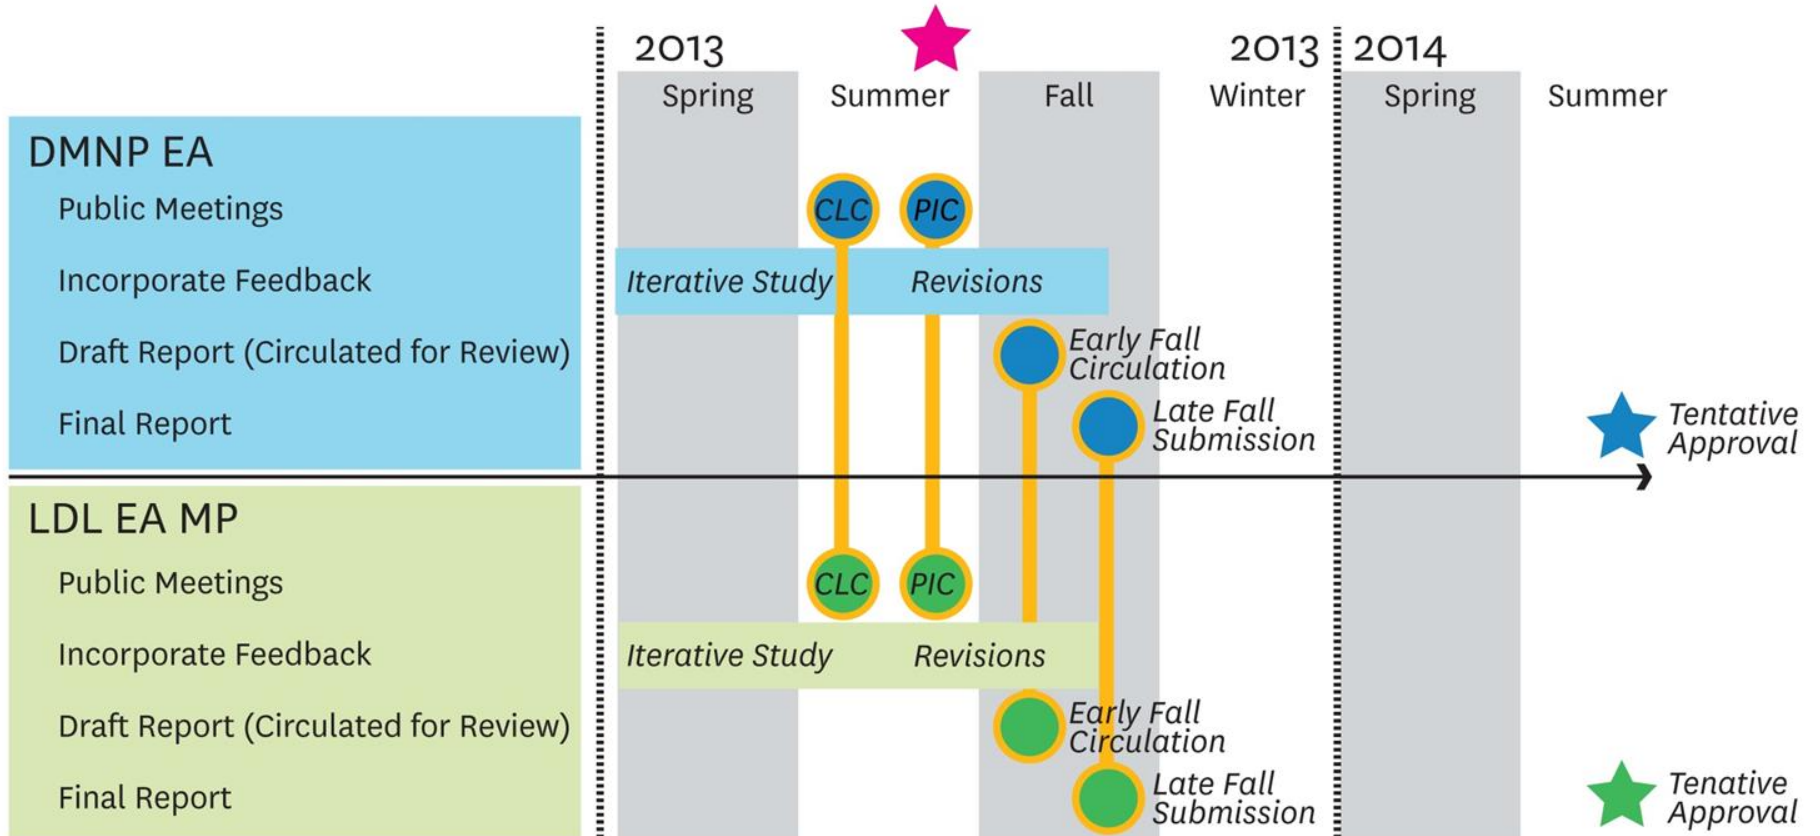 2013
2013
2014
Spring
Summer
Fall
Winter
Spring
Summer
DMNP EA
Public Meetings
CLC
PIC
Incorporate Feedback
Iterative Study
Revisions
Draft Report (Circulated for Review)
Early Fall
Circulation
Final Report
Late Fall
Submission
Tentative
Approval
LDL EA MP
Public Meetings
CLC
PIC
Incorporate Feedback
Iterative Study
Revisions
Draft Report (Circulated for Review)
Early Fall
Circulation
Final Report
Late Fall
Submission
Tenative
Approval